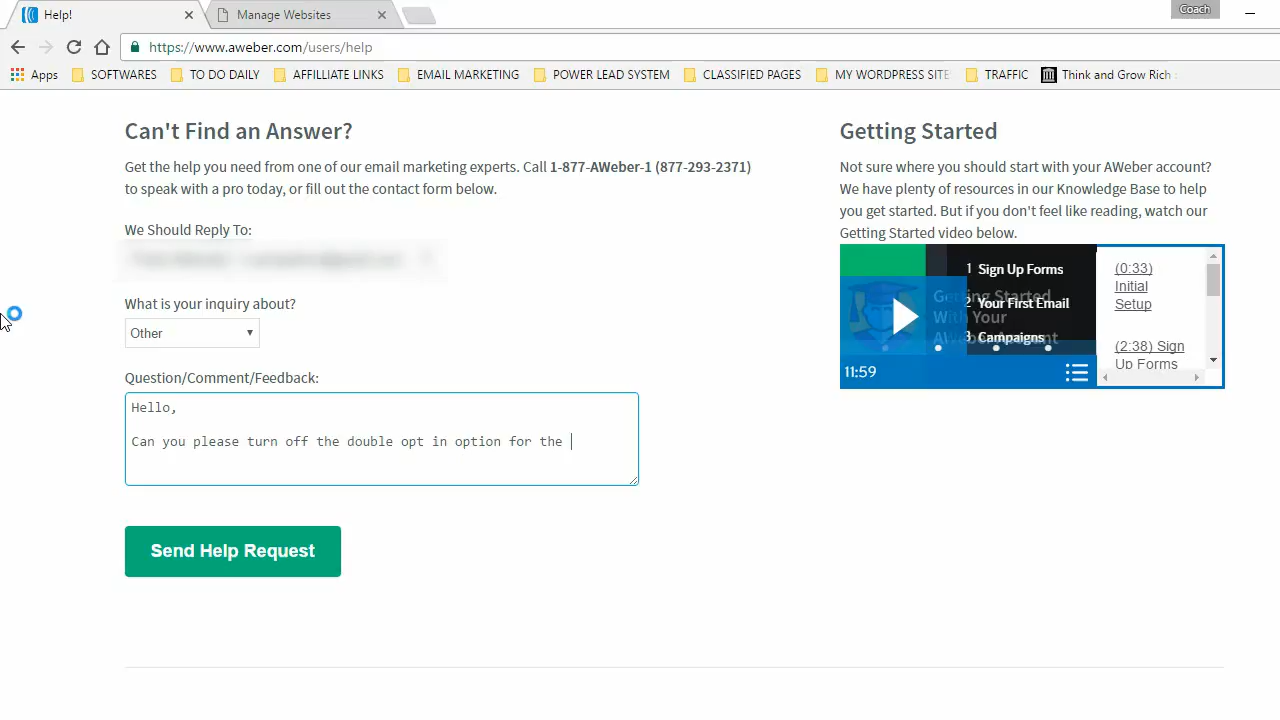 Help!
Manage Websites
Coach
https://www.aweber.com/users/help
Apps
SOFTWARES
TO DO DAILY
AFFILLIATE LINKS
EMAIL MARKETING
POWER LEAD SYSTEM
CLASSIFIED PAGES
MY WORDPRESS SITE
TRAFFIC
Think and Grow Rich :
Can't Find an Answer?
Get the help you need from one of our email marketing experts. Call 1-877-AWeber-1 (877-293-2371)
to speak with a pro today, or fill out the contact form below.
We Should Reply To:
What is your inquiry about?
Other
Question/Comment/Feedback:
Hello,
Can you please turn off the double opt in option for the
Send Help Request
Getting Started
Not sure where you should start with your AWeber account?
We have plenty of resources in our Knowledge Base to help
you get started. But if you don't feel like reading, watch our
Getting Started video below.
1 Sign Up Forms
Getting Started
2 Your First Email
With Your
3 Campaigns
AWeber Account
11:59
(0:33)
Initial
Setup
(2:38) Sign
Up Forms